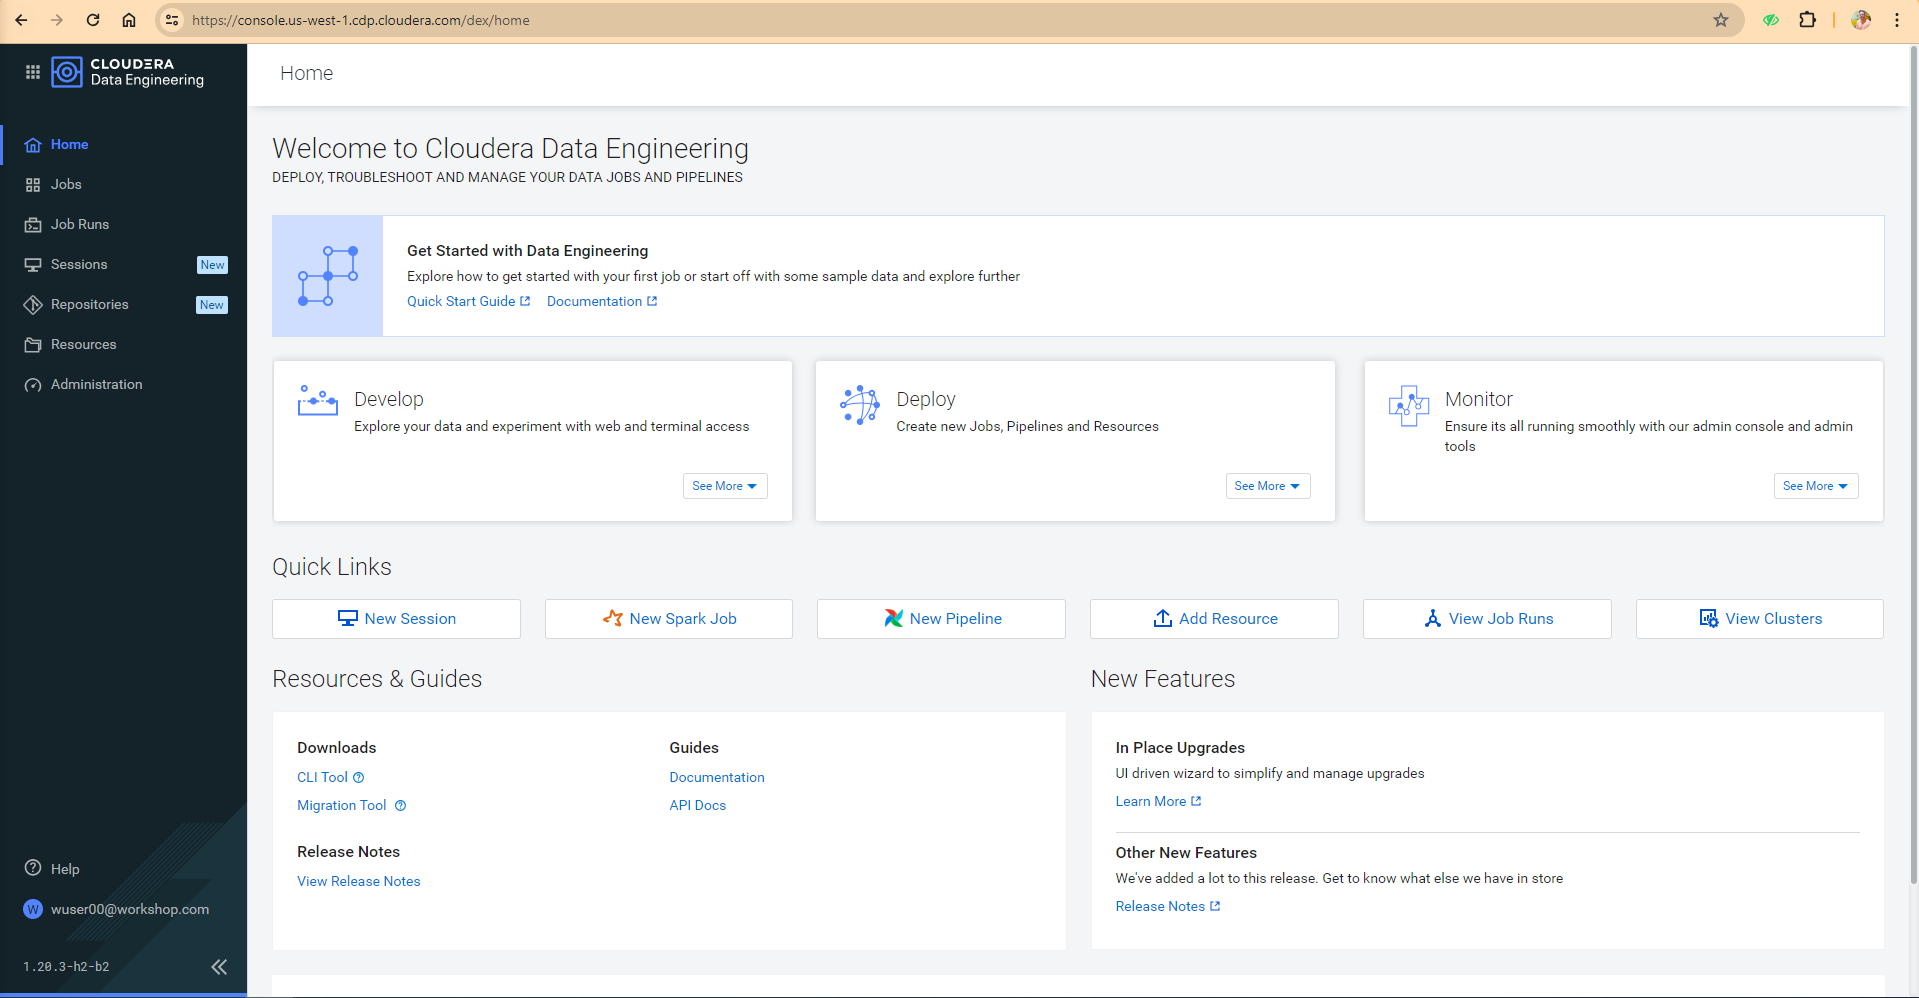 https://console.us-west-1.cdp.cloudera.com/dex/home
CLOUDERA
Data Engineering
Home
Jobs
Job Runs
Sessions New
Repositories New
Resources
Administration
Help
W wuser00@workshop.com
1.20.3-h2-b2
Home
Welcome to Cloudera Data Engineering
DEPLOY, TROUBLESHOOT AND MANAGE YOUR DATA JOBS AND PIPELINES
Get Started with Data Engineering
Explore how to get started with your first job or start off with some sample data and explore further
Quick Start Guide Documentation
Develop
Explore your data and experiment with web and terminal access
See More
Deploy
Create new Jobs, Pipelines and Resources
See More
Monitor
Ensure its all running smoothly with our admin console and admin
tools
See More
Quick Links
New Session New Spark Job New Pipeline Add Resource View Job Runs View Clusters
Resources & Guides
Downloads
CLI Tool
Migration Tool
Guides
Documentation
API Docs
Release Notes
View Release Notes
New Features
In Place Upgrades
UI driven wizard to simplify and manage upgrades
Learn More
Other New Features
We've added a lot to this release. Get to know what else we have in store
Release Notes